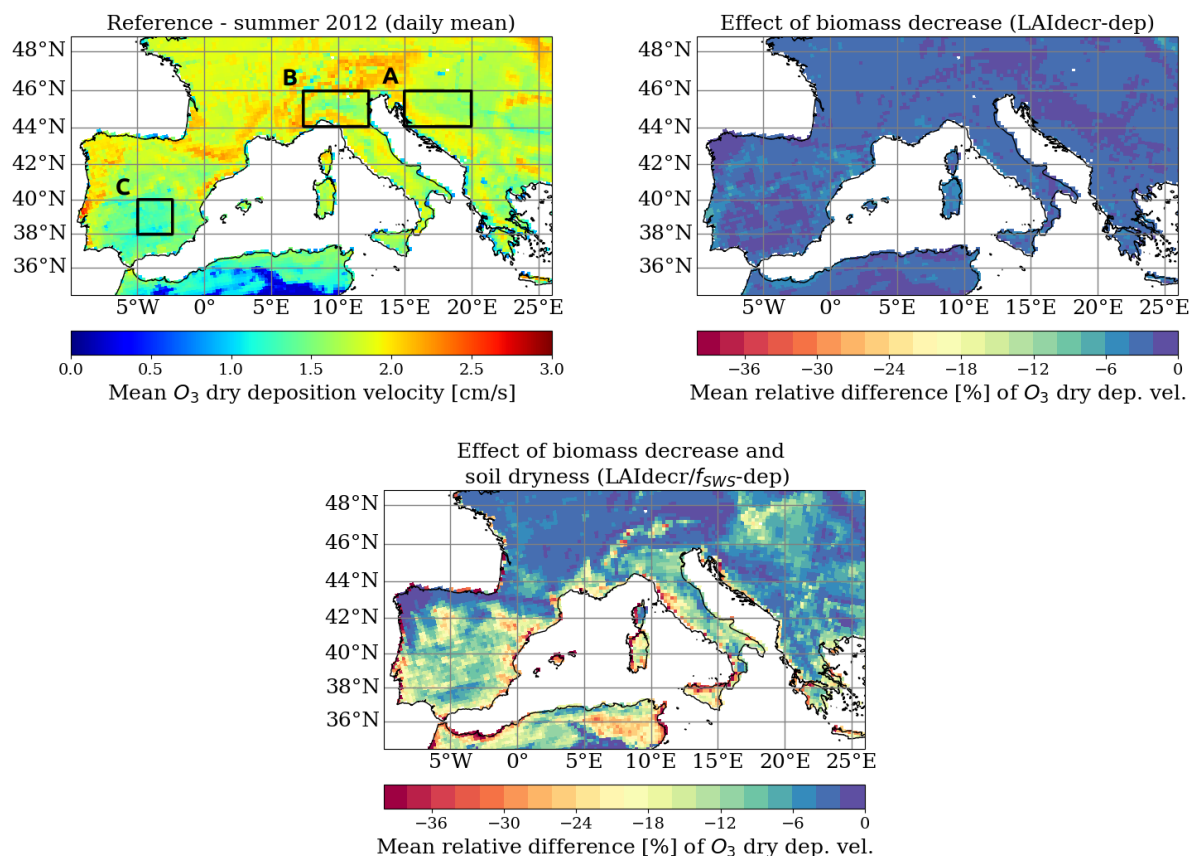 Reference - summer 2012 (daily mean)
48°N
46°N
44°N
42°N
40°N
38°N
36°N
B
A
C
5°W 0° 5°E 10°E 15°E 20°E 25°E
0.0 0.5 1.0 1.5 2.0 2.5 3.0
Mean O₃ dry deposition velocity [cm/s]
Effect of biomass decrease (LAIdecr-dep)
48°N
46°N
44°N
42°N
40°N
38°N
36°N
5°W 0° 5°E 10°E 15°E 20°E 25°E
−36 −30 −24 −18 −12 −6 0
Mean relative difference [%] of O₃ dry dep. vel.
Effect of biomass decrease and
soil dryness (LAIdecr/f_SWS-dep)
48°N
46°N
44°N
42°N
40°N
38°N
36°N
5°W 0° 5°E 10°E 15°E 20°E 25°E
−36 −30 −24 −18 −12 −6 0
Mean relative difference [%] of O₃ dry dep. vel.